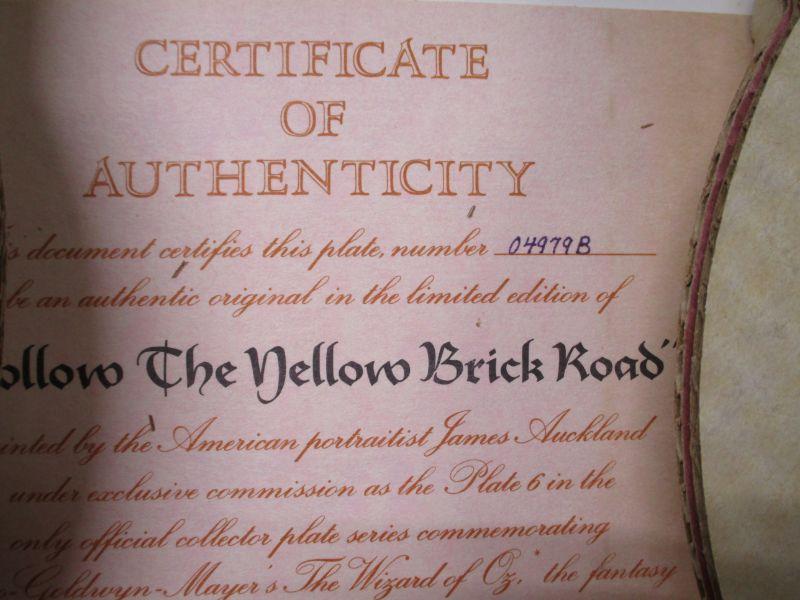 CERTIFICATE
OF
AUTHENTICITY
s document certifies this plate, number 04979B
be an authentic original in the limited edition of
ollow The Yellow Brick Road"
inted by the American portraitist James Auckland
under exclusive commission as the Plate 6 in the
only official collector plate series commemorating
o-Goldwyn-Mayer's The Wizard of Oz,* the fantasy